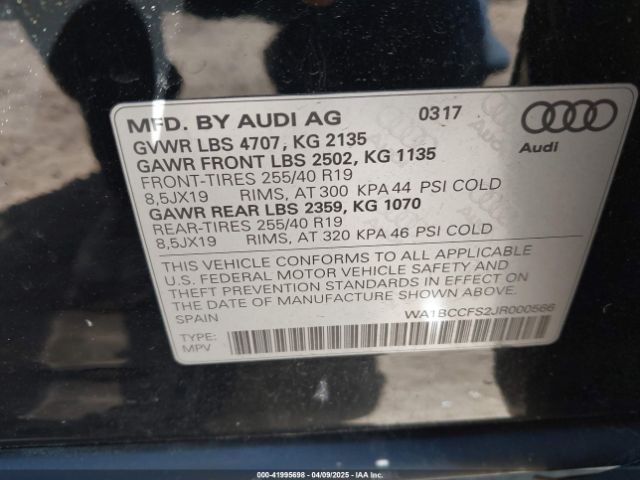 MFD. BY AUDI AG 0317
GVWR LBS 4707, KG 2135
GAWR FRONT LBS 2502, KG 1135
FRONT-TIRES 255/40 R19
8,5JX19 RIMS, AT 300 KPA 44 PSI COLD
GAWR REAR LBS 2359, KG 1070
REAR-TIRES 255/40 R19
8,5JX19 RIMS, AT 320 KPA 46 PSI COLD
Audi
THIS VEHICLE CONFORMS TO ALL APPLICABLE
U.S. FEDERAL MOTOR VEHICLE SAFETY AND
THEFT PREVENTION STANDARDS IN EFFECT ON
THE DATE OF MANUFACTURE SHOWN ABOVE.
SPAIN WA1BCCFS2JR000566
TYPE:
MPV
000-41995698 - 04/09/2025 - IAAI.COM